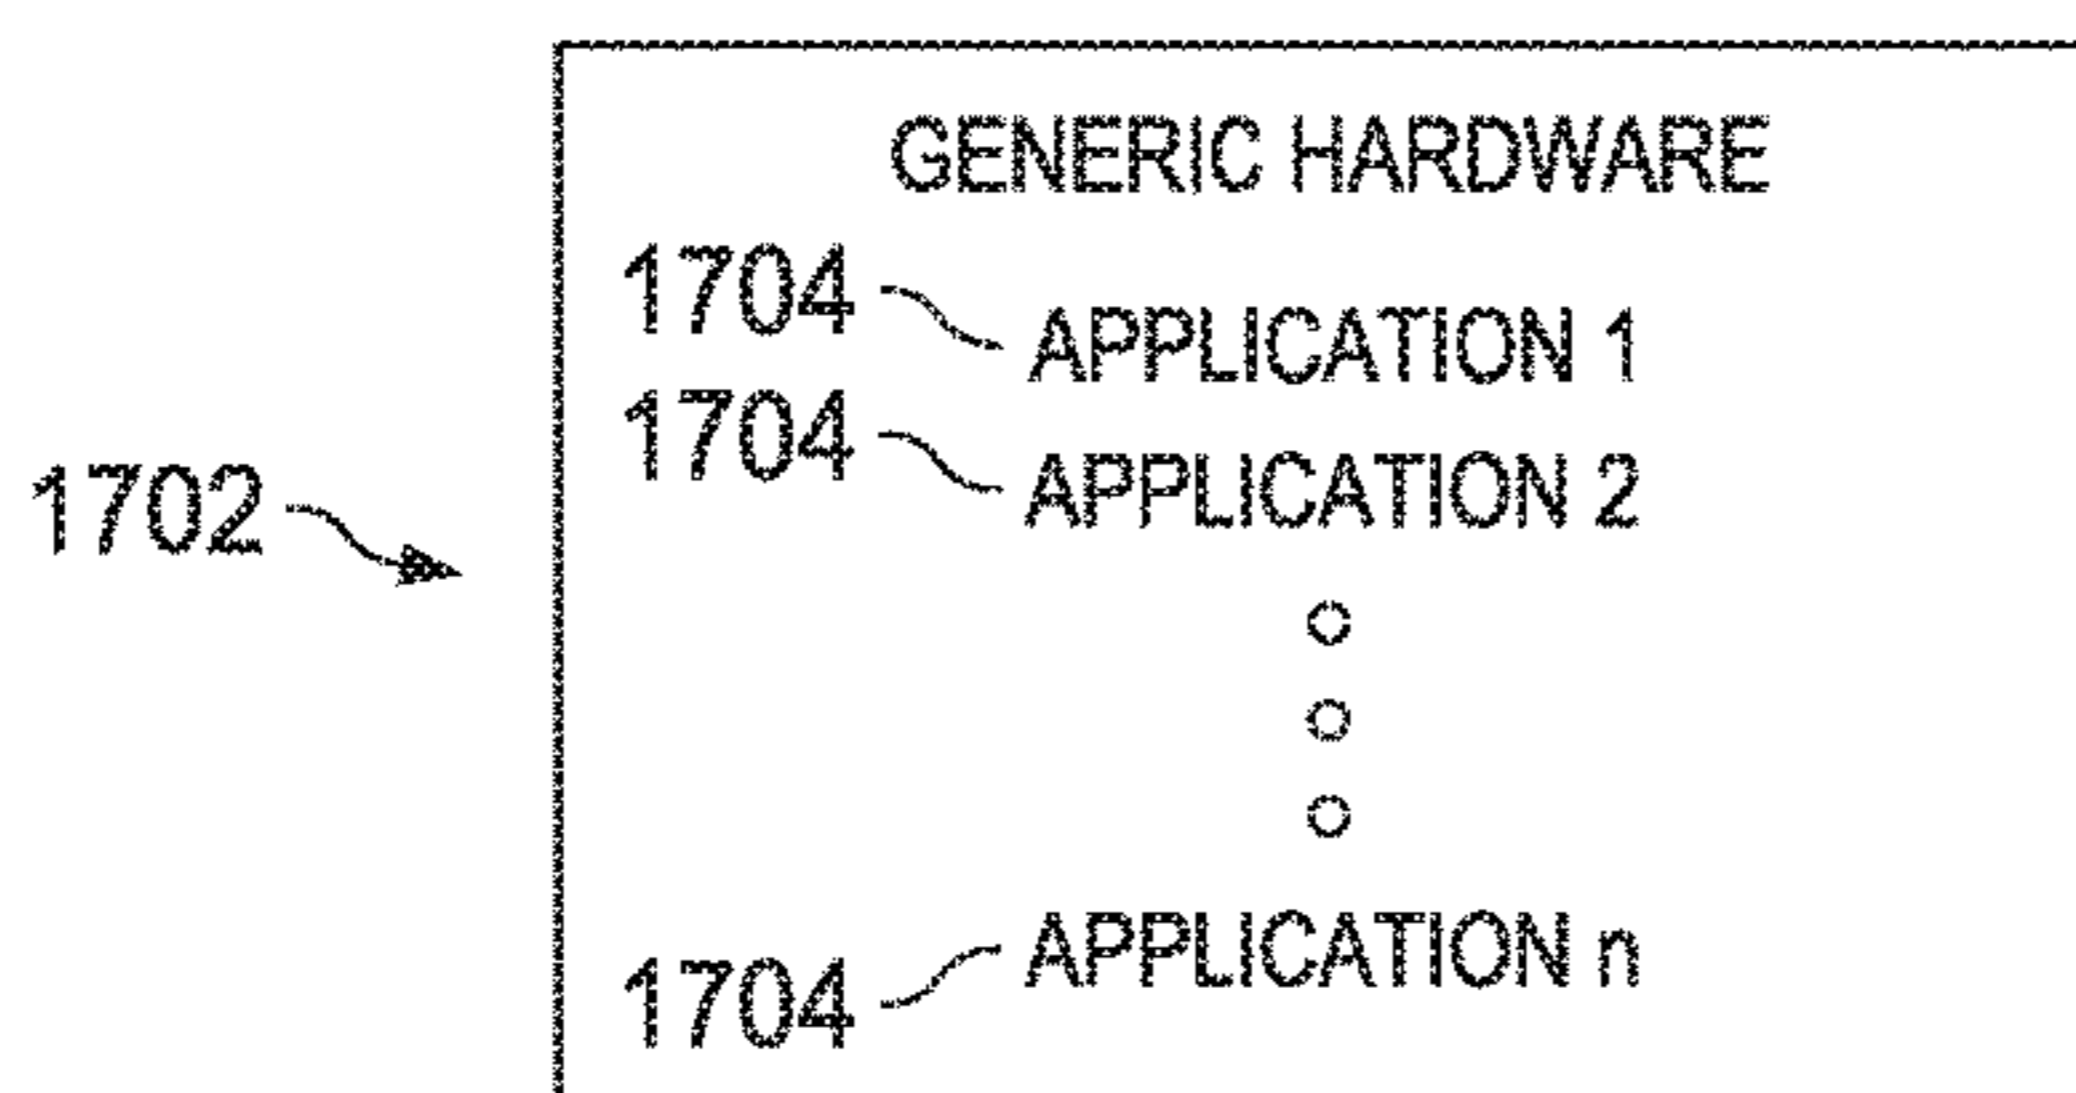 GENERIC HARDWARE
1704 APPLICATION 1
1704 APPLICATION 2
1702
APPLICATION n
1704